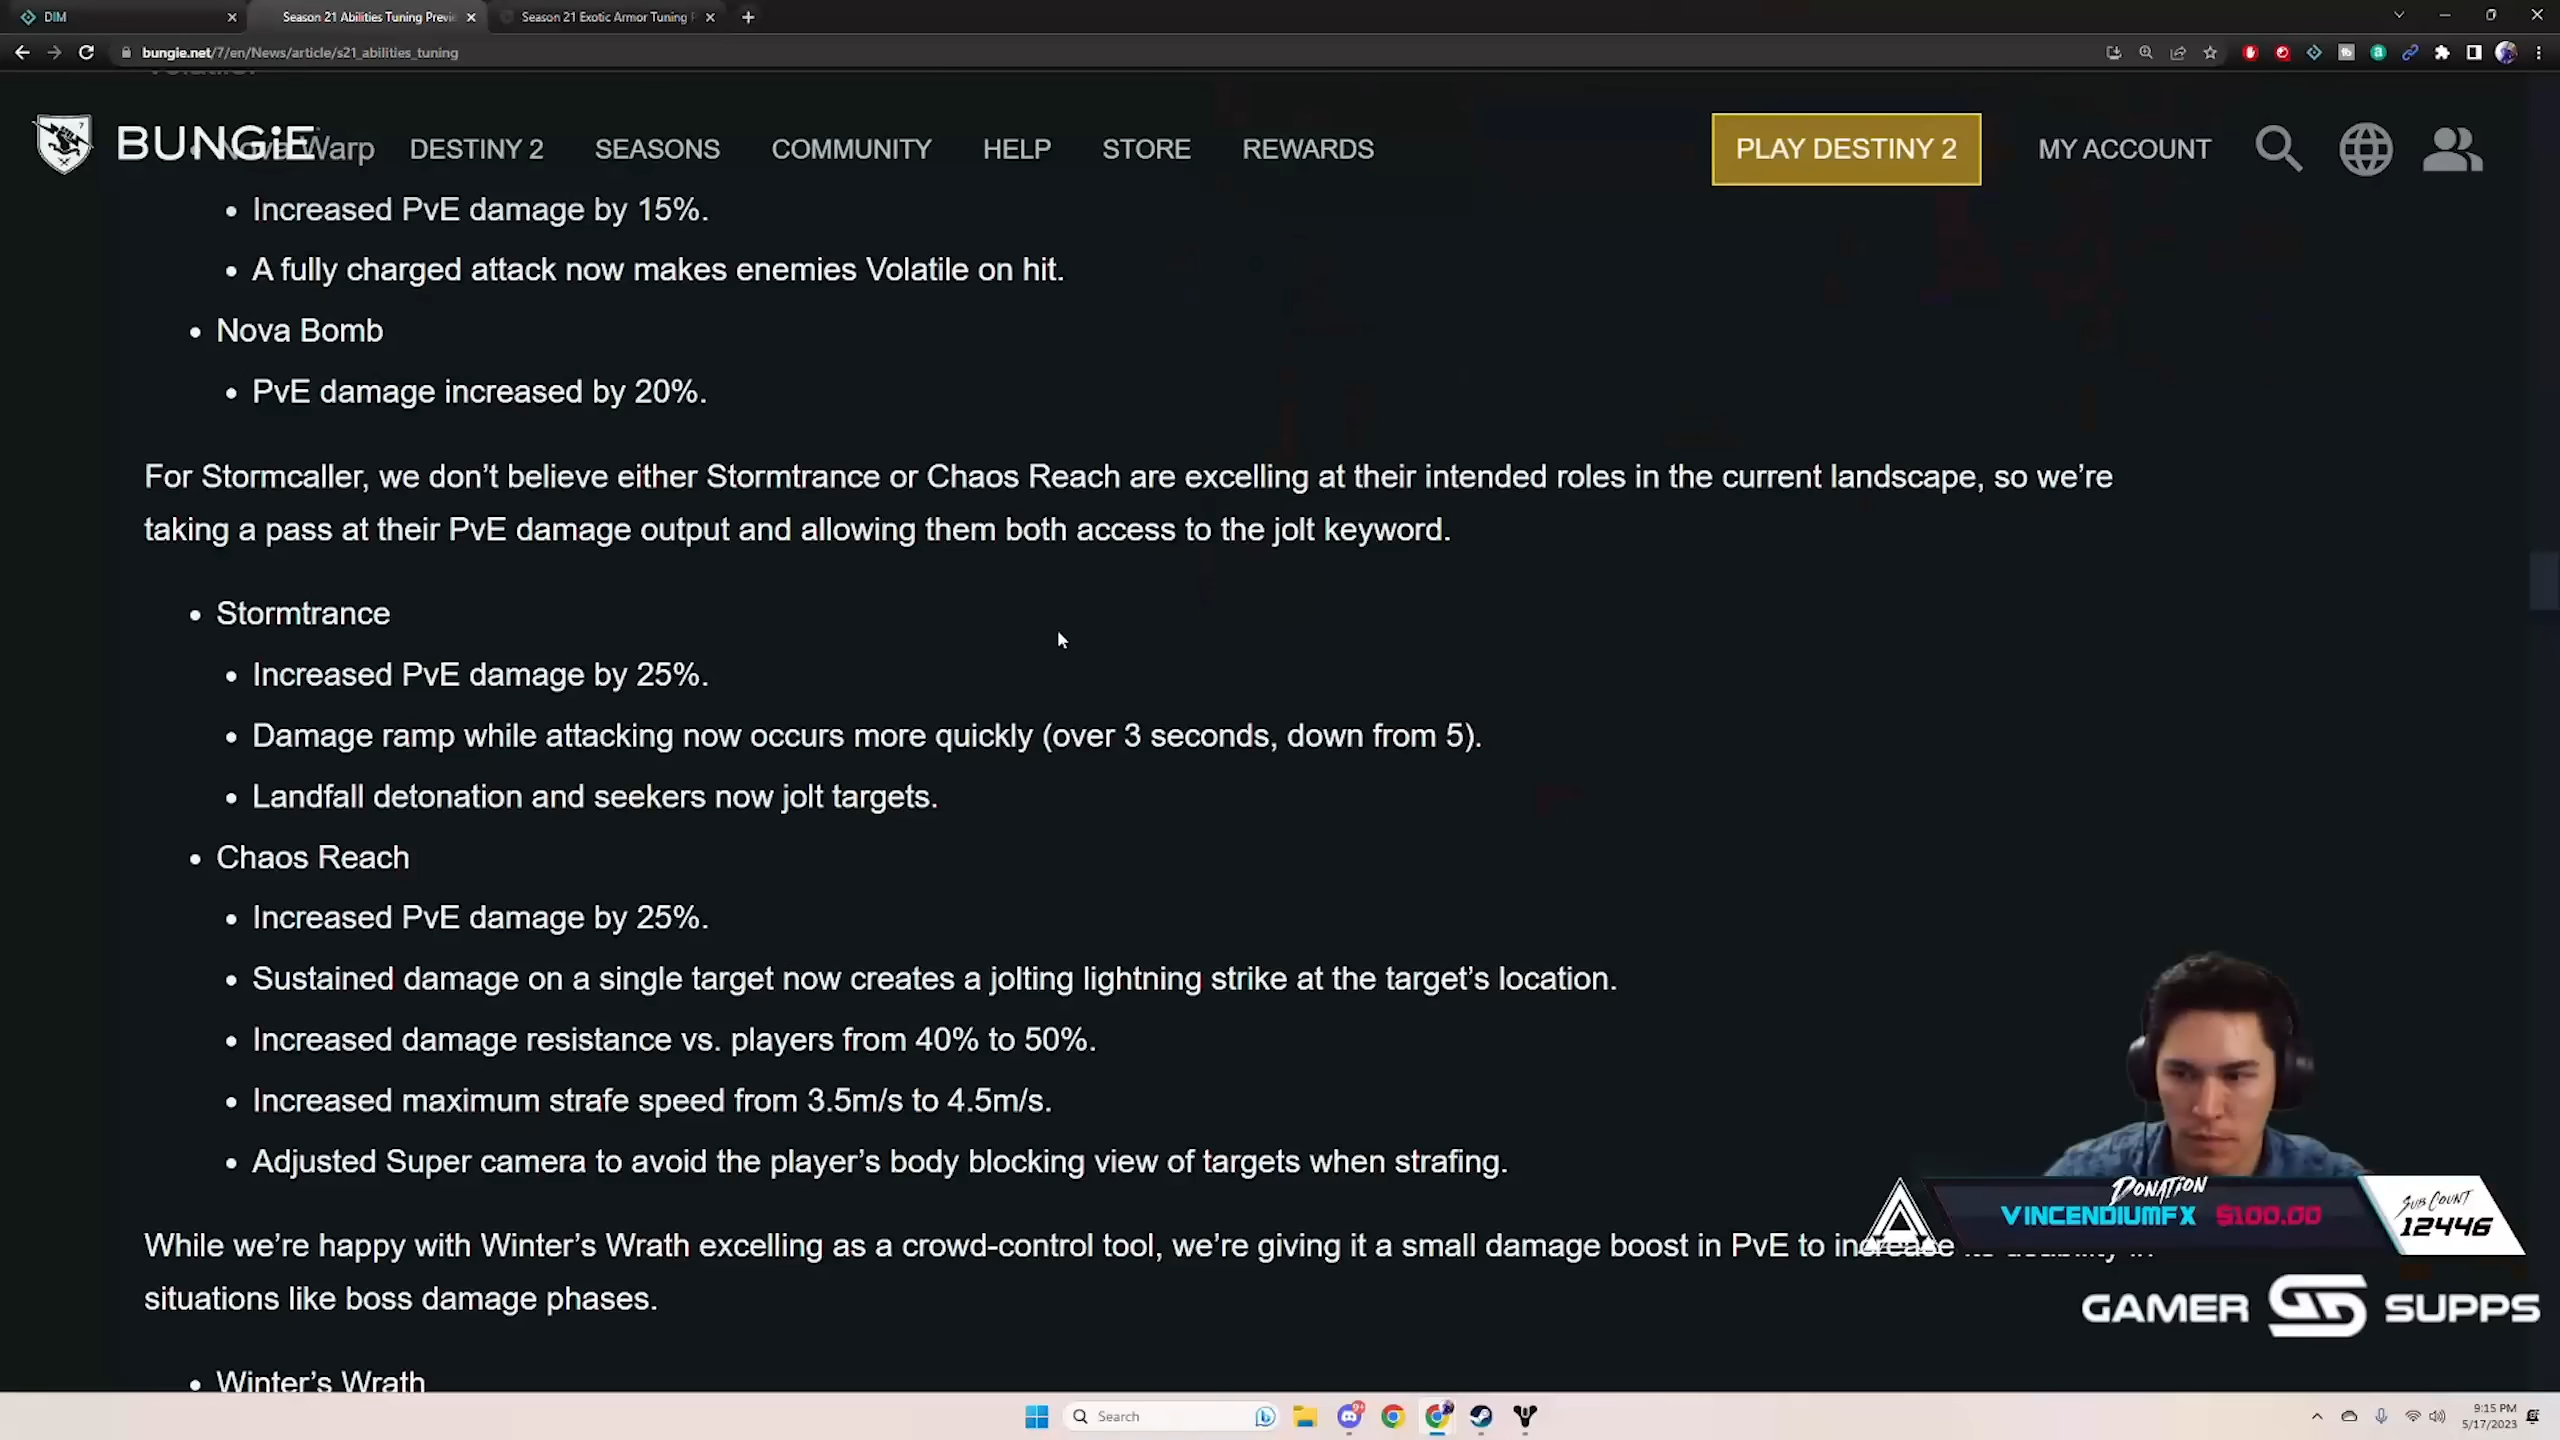 DIM
Season 21 Abilities Tuning Previe
Season 21 Exotic Armor Tuning P
bungie.net/7/en/News/article/s21_abilities_tuning
BUNGiE
Nova Warp
DESTINY 2
SEASONS
COMMUNITY
HELP
STORE
REWARDS
PLAY DESTINY 2
MY ACCOUNT
• Increased PvE damage by 15%.
• A fully charged attack now makes enemies Volatile on hit.
• Nova Bomb
• PvE damage increased by 20%.
For Stormcaller, we don’t believe either Stormtrance or Chaos Reach are excelling at their intended roles in the current landscape, so we’re
taking a pass at their PvE damage output and allowing them both access to the jolt keyword.
• Stormtrance
• Increased PvE damage by 25%.
• Damage ramp while attacking now occurs more quickly (over 3 seconds, down from 5).
• Landfall detonation and seekers now jolt targets.
• Chaos Reach
• Increased PvE damage by 25%.
• Sustained damage on a single target now creates a jolting lightning strike at the target’s location.
• Increased damage resistance vs. players from 40% to 50%.
• Increased maximum strafe speed from 3.5m/s to 4.5m/s.
• Adjusted Super camera to avoid the player’s body blocking view of targets when strafing.
While we’re happy with Winter’s Wrath excelling as a crowd-control tool, we’re giving it a small damage boost in PvE to increase its usability in
situations like boss damage phases.
• Winter’s Wrath
DONATION
VINCENDIUMFX $100.00
SUB COUNT
12446
GAMER SUPPS
Search
9:15 PM
5/17/2023